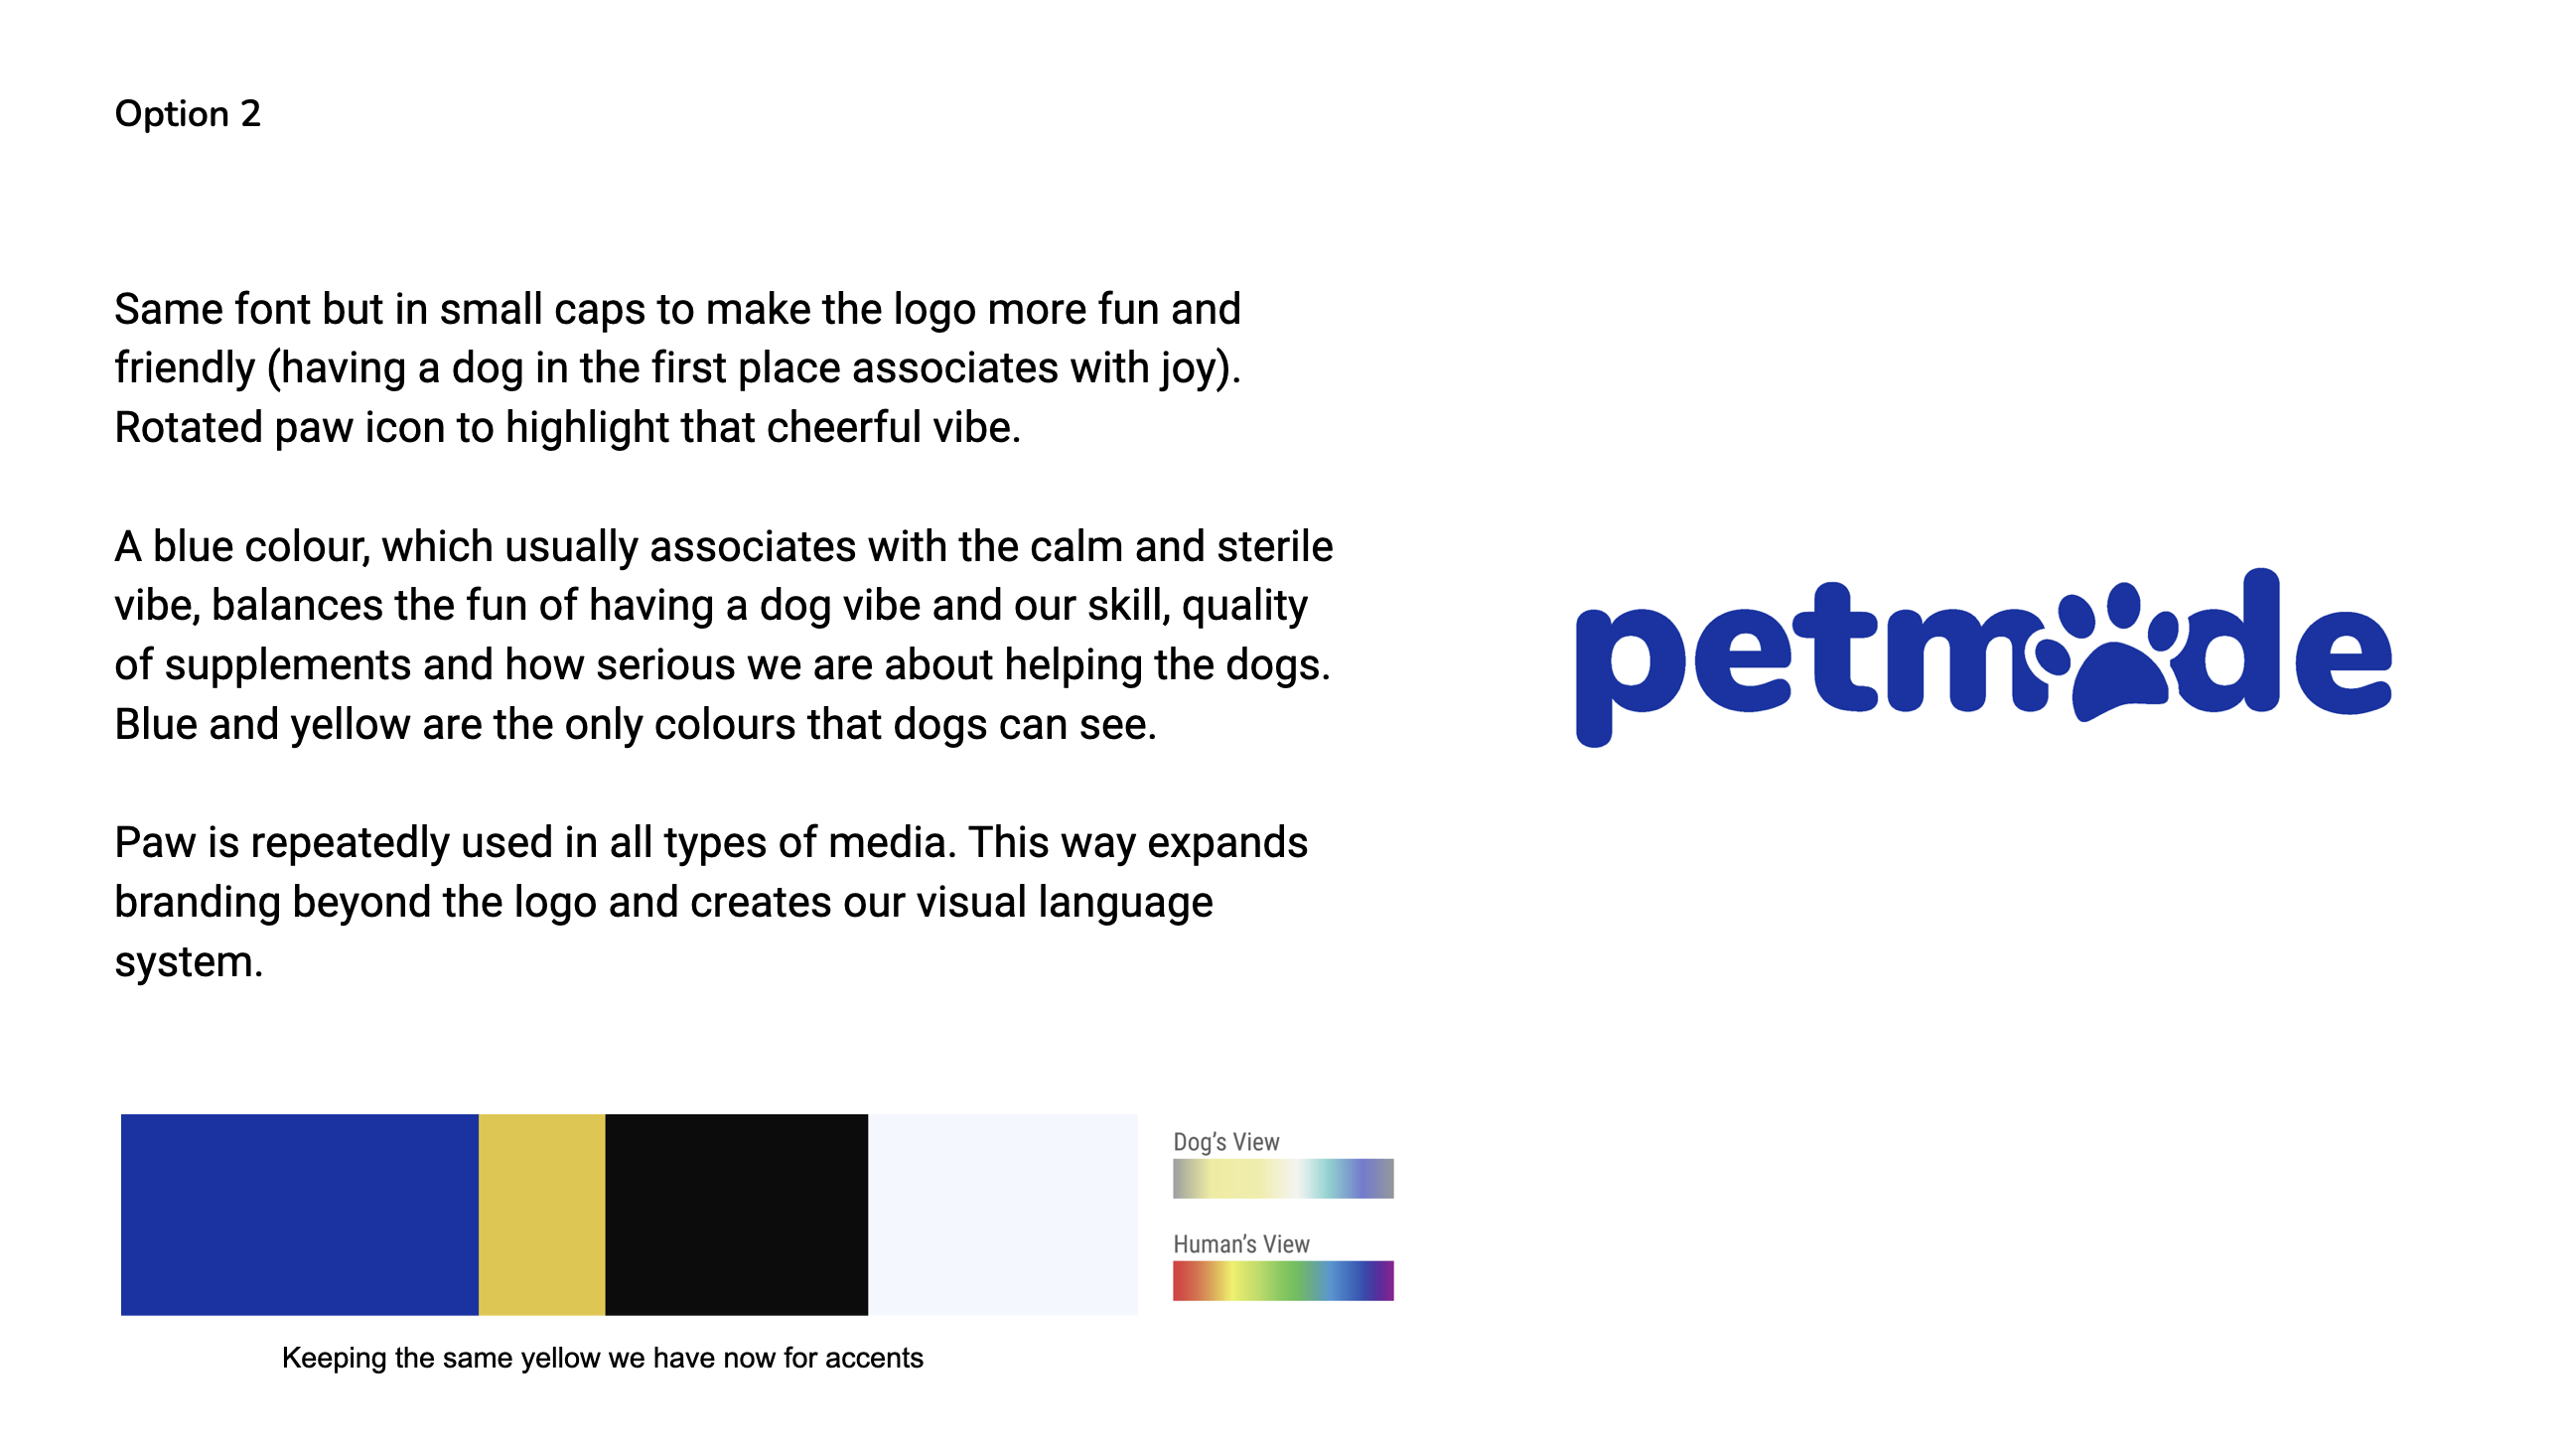 Option 2
Same font but in small caps to make the logo more fun and
friendly (having a dog in the first place associates with joy).
Rotated paw icon to highlight that cheerful vibe.
A blue colour, which usually associates with the calm and sterile
vibe, balances the fun of having a dog vibe and our skill, quality
of supplements and how serious we are about helping the dogs.
Blue and yellow are the only colours that dogs can see.
Paw is repeatedly used in all types of media. This way expands
branding beyond the logo and creates our visual language
system.
petmde
Dog’s View
Human’s View
Keeping the same yellow we have now for accents